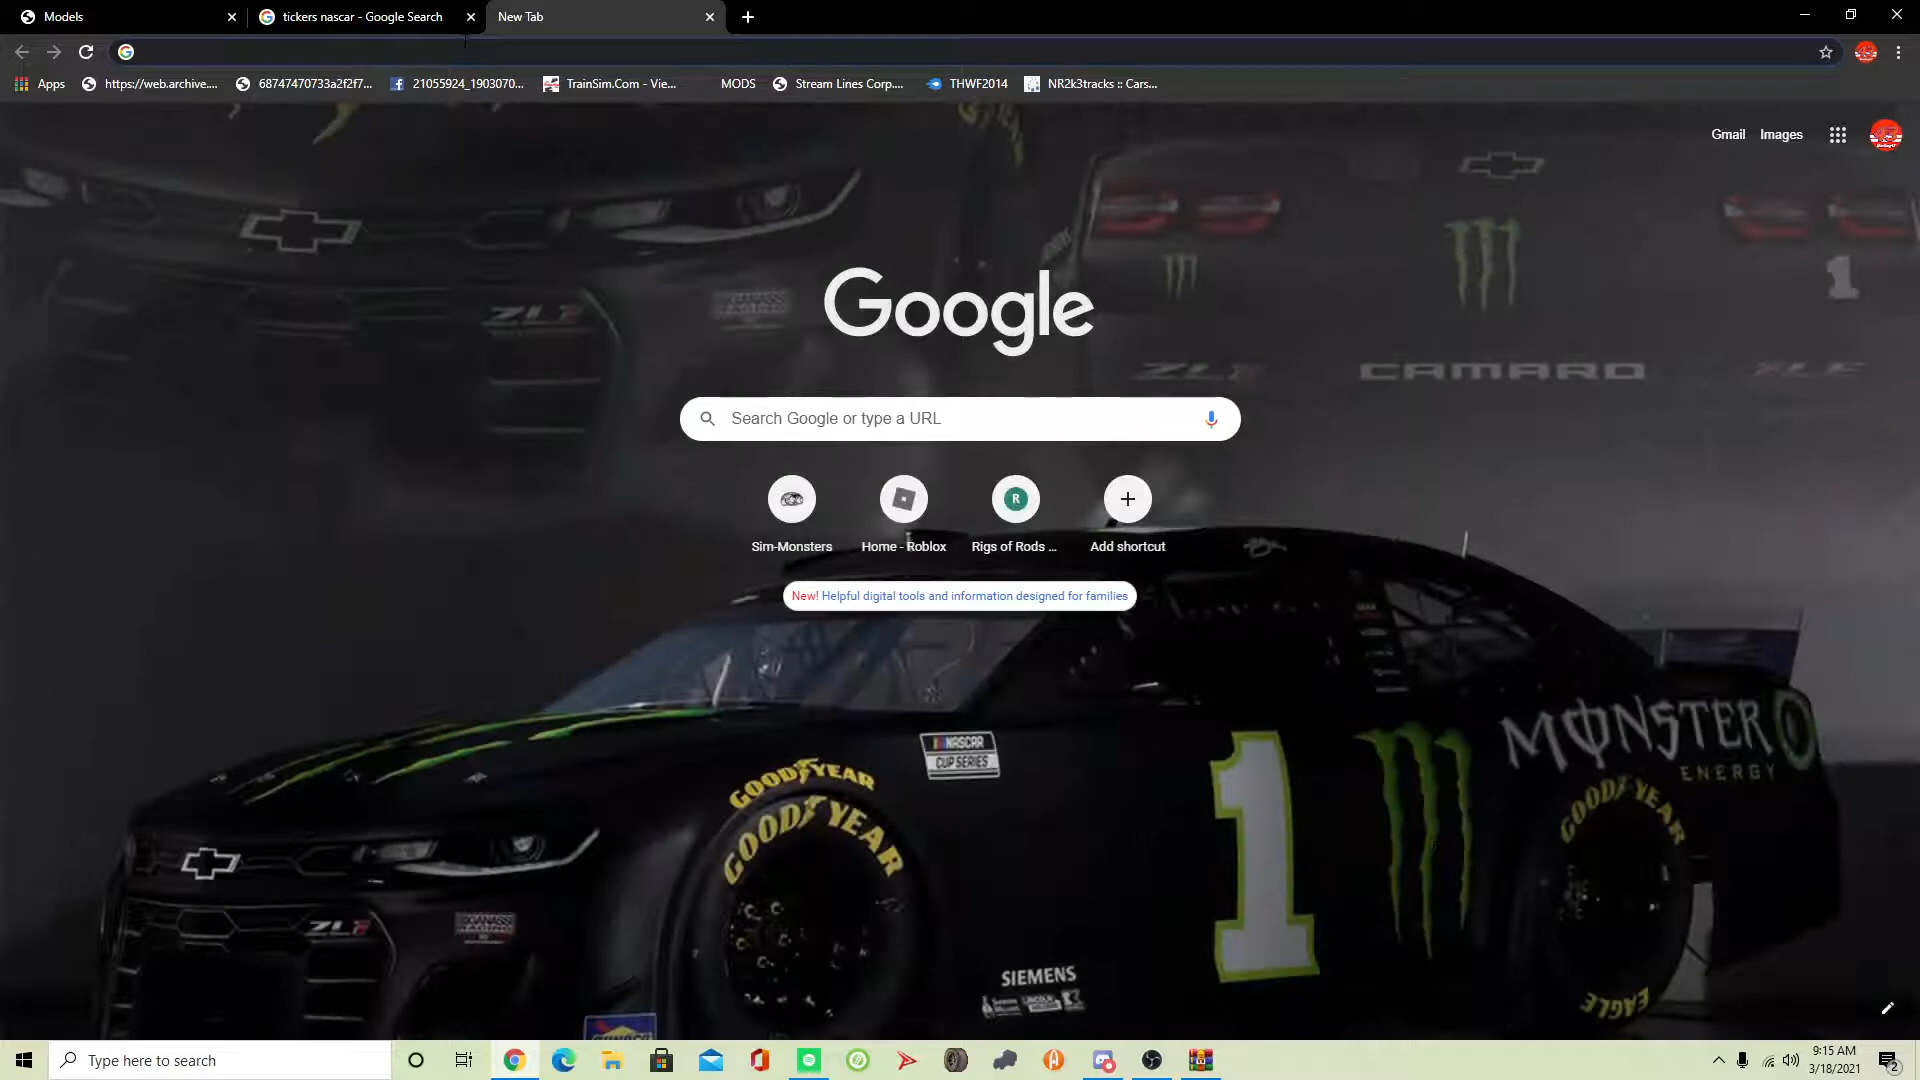 Models
tickers nascar - Google Search
New Tab
Apps
https://web.archive....
68747470733a2f2f7...
21055924_1903070...
TrainSim.Com - Vie...
MODS
Stream Lines Corp....
THWF2014
NR2k3tracks :: Cars...
Gmail
Images
1
ZL1
CAMARO
Google
Search Google or type a URL
R
Sim-Monsters
Home - Roblox
Rigs of Rods ...
Add shortcut
New! Helpful digital tools and information designed for families
MONSTER
ENERGY
NASCAR
CUP SERIES
GOODYEAR
GOODYEAR
1
GOODYEAR
EAGLE
SIEMENS
Type here to search
9:15 AM
3/18/2021
2